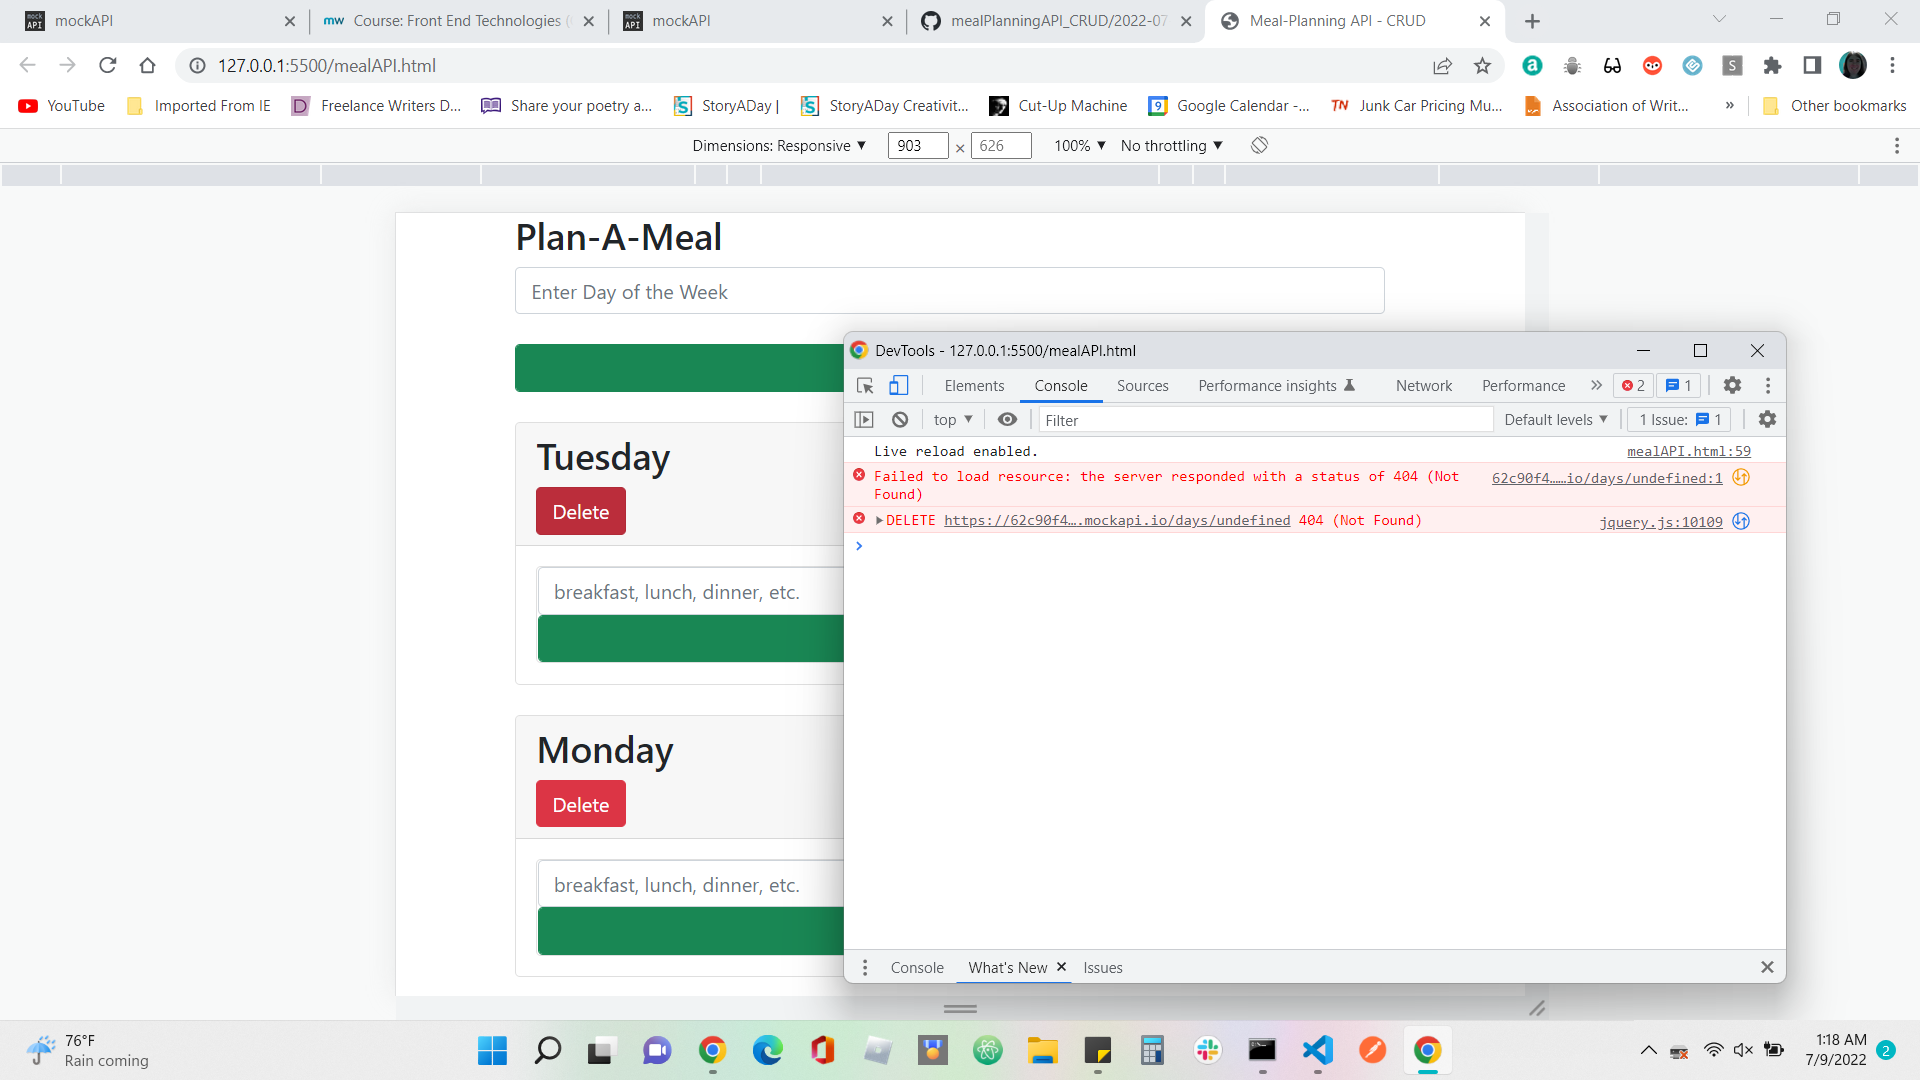 mockAPI
mw Course: Front End Technologies (
mockAPI
mealPlanningAPI_CRUD/2022-07
Meal-Planning API - CRUD
127.0.0.1:5500/mealAPI.html
YouTube
Imported From IE
Freelance Writers D...
Share your poetry a...
StoryADay |
StoryADay Creativit...
Cut-Up Machine
Google Calendar -...
TN Junk Car Pricing Mu...
Association of Writ...
»
Other bookmarks
Dimensions: Responsive ▼ 903 × 626 100% ▼ No throttling ▼
Plan-A-Meal
Enter Day of the Week
Tuesday
Delete
breakfast, lunch, dinner, etc.
Monday
Delete
breakfast, lunch, dinner, etc.
DevTools - 127.0.0.1:5500/mealAPI.html
Elements Console Sources Performance insights Network Performance » 2 1
top ▼ Filter Default levels ▼ 1 Issue: 1
Live reload enabled. mealAPI.html:59
Failed to load resource: the server responded with a status of 404 (Not 62c90f4……io/days/undefined:1
Found)
DELETE https://62c90f4….mockapi.io/days/undefined 404 (Not Found) jquery.js:10109
Console What's New Issues
76°F
Rain coming
1:18 AM
7/9/2022
2